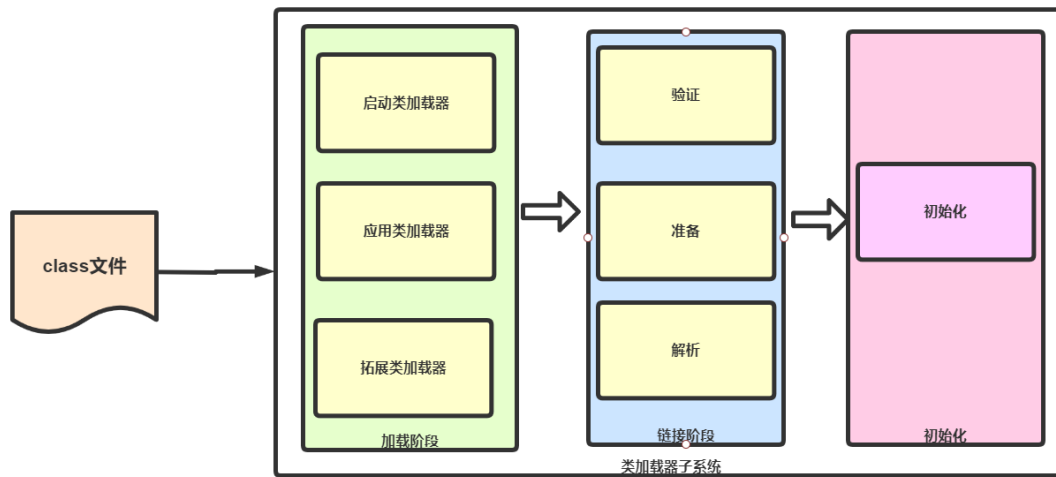 class文件
启动类加载器
应用类加载器
拓展类加载器
加载阶段
验证
准备
解析
链接阶段
初始化
初始化
类加载器子系统